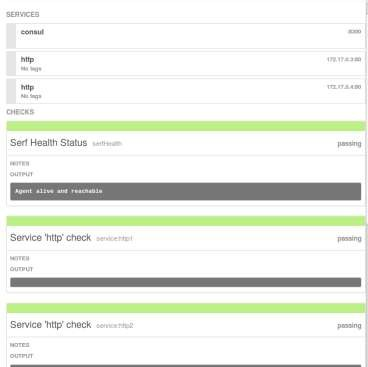 SERVICES
consul :8300
http 172.17.0.3:80
No tags
http 172.17.0.4:80
No tags
CHECKS
Serf Health Status serfHealth passing
NOTES
OUTPUT
Agent alive and reachable
Service 'http' check service:http1 passing
NOTES
OUTPUT
Service 'http' check service:http2 passing
NOTES
OUTPUT